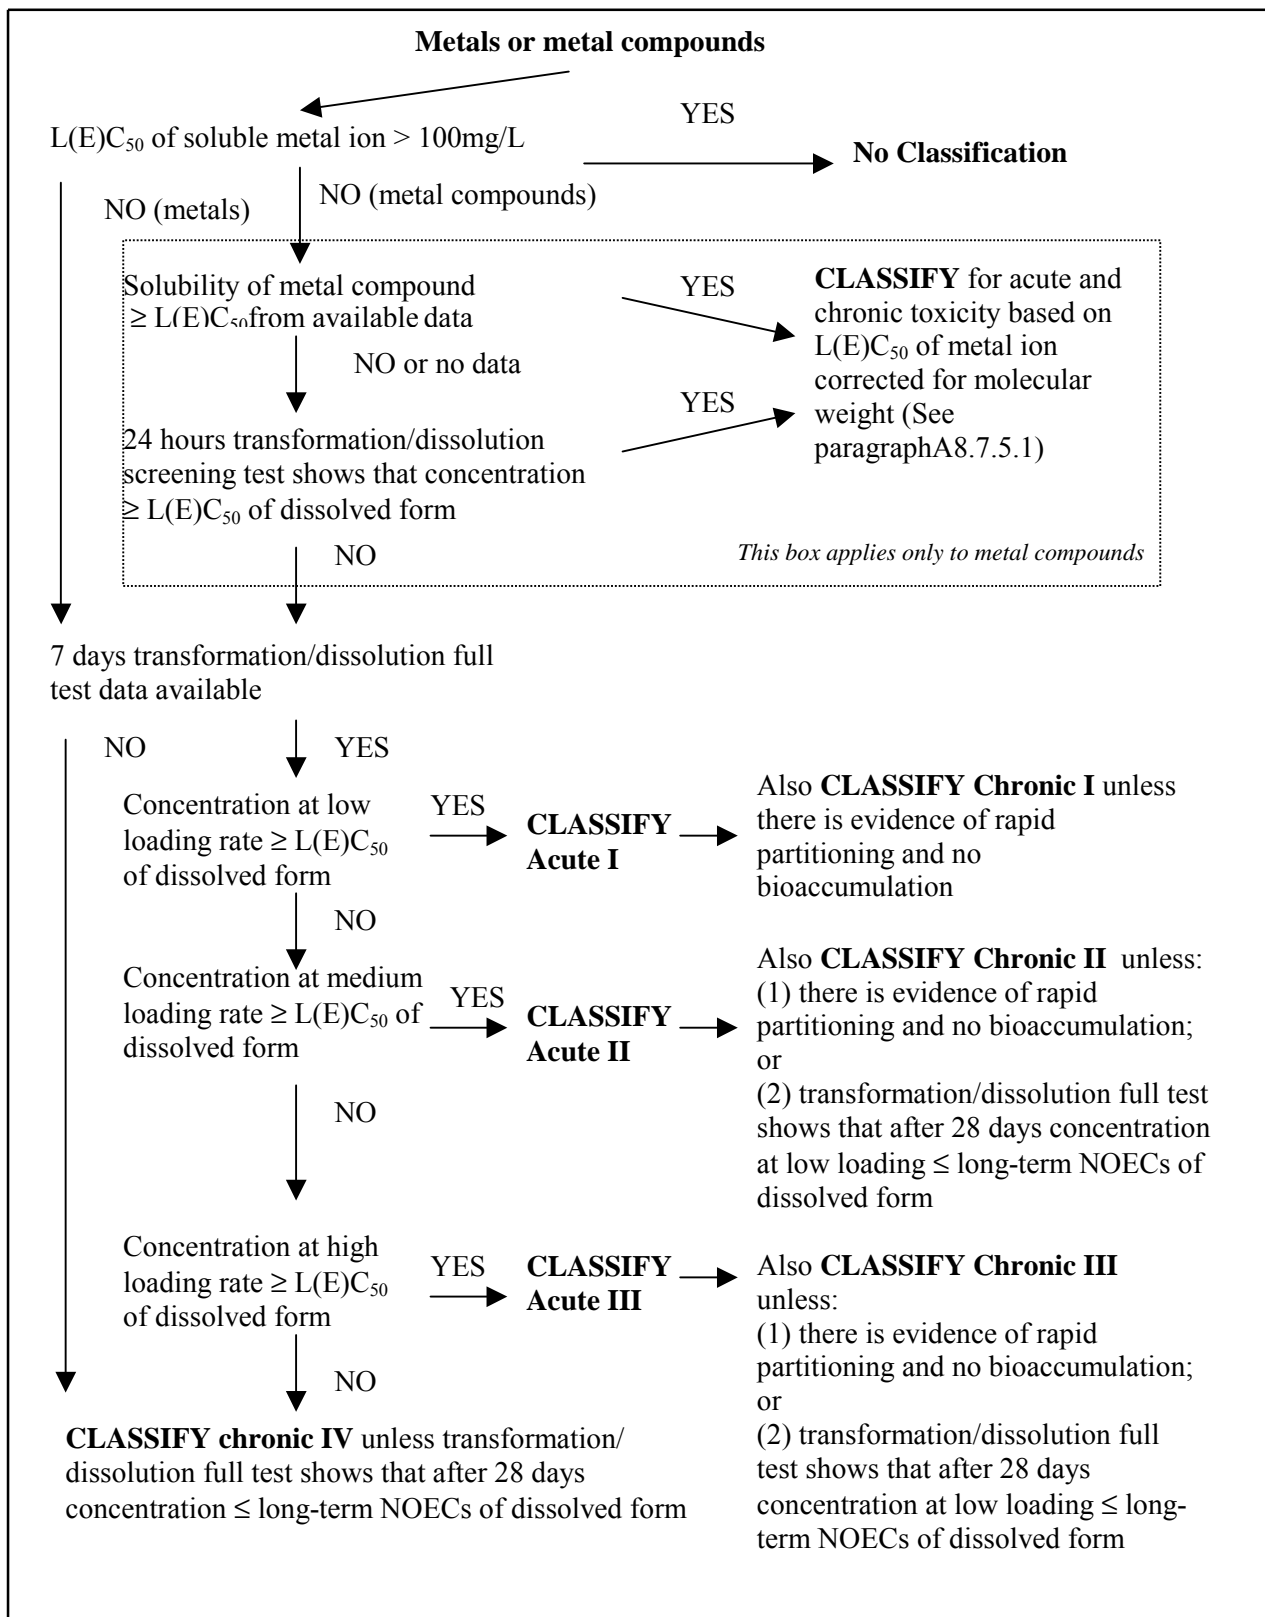 Metals or metal compounds
L(E)C₅₀ of soluble metal ion > 100mg/L
YES
No Classification
NO (metals)
NO (metal compounds)
Solubility of metal compound
≥ L(E)C₅₀from available data
YES
CLASSIFY for acute and
chronic toxicity based on
L(E)C₅₀ of metal ion
corrected for molecular
weight (See
paragraphA8.7.5.1)
NO or no data
YES
24 hours transformation/dissolution
screening test shows that concentration
≥ L(E)C₅₀ of dissolved form
NO
This box applies only to metal compounds
7 days transformation/dissolution full
test data available
NO
YES
Concentration at low
loading rate ≥ L(E)C₅₀
of dissolved form
YES
CLASSIFY
Acute I
Also CLASSIFY Chronic I unless
there is evidence of rapid
partitioning and no
bioaccumulation
NO
Concentration at medium
loading rate ≥ L(E)C₅₀ of
dissolved form
YES
CLASSIFY
Acute II
Also CLASSIFY Chronic II unless:
(1) there is evidence of rapid
partitioning and no bioaccumulation;
or
(2) transformation/dissolution full test
shows that after 28 days concentration
at low loading ≤ long-term NOECs of
dissolved form
NO
Concentration at high
loading rate ≥ L(E)C₅₀
of dissolved form
YES
CLASSIFY
Acute III
Also CLASSIFY Chronic III
unless:
(1) there is evidence of rapid
partitioning and no bioaccumulation;
or
(2) transformation/dissolution full
test shows that after 28 days
concentration at low loading ≤ long-
term NOECs of dissolved form
NO
CLASSIFY chronic IV unless transformation/
dissolution full test shows that after 28 days
concentration ≤ long-term NOECs of dissolved form